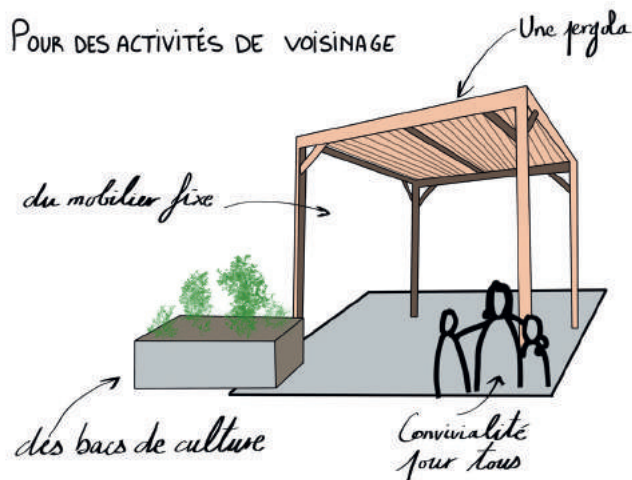 POUR DES ACTIVITÉS DE VOISINAGE
Une pergola
du mobilier fixe
des bacs de culture
Convivialité
pour tous